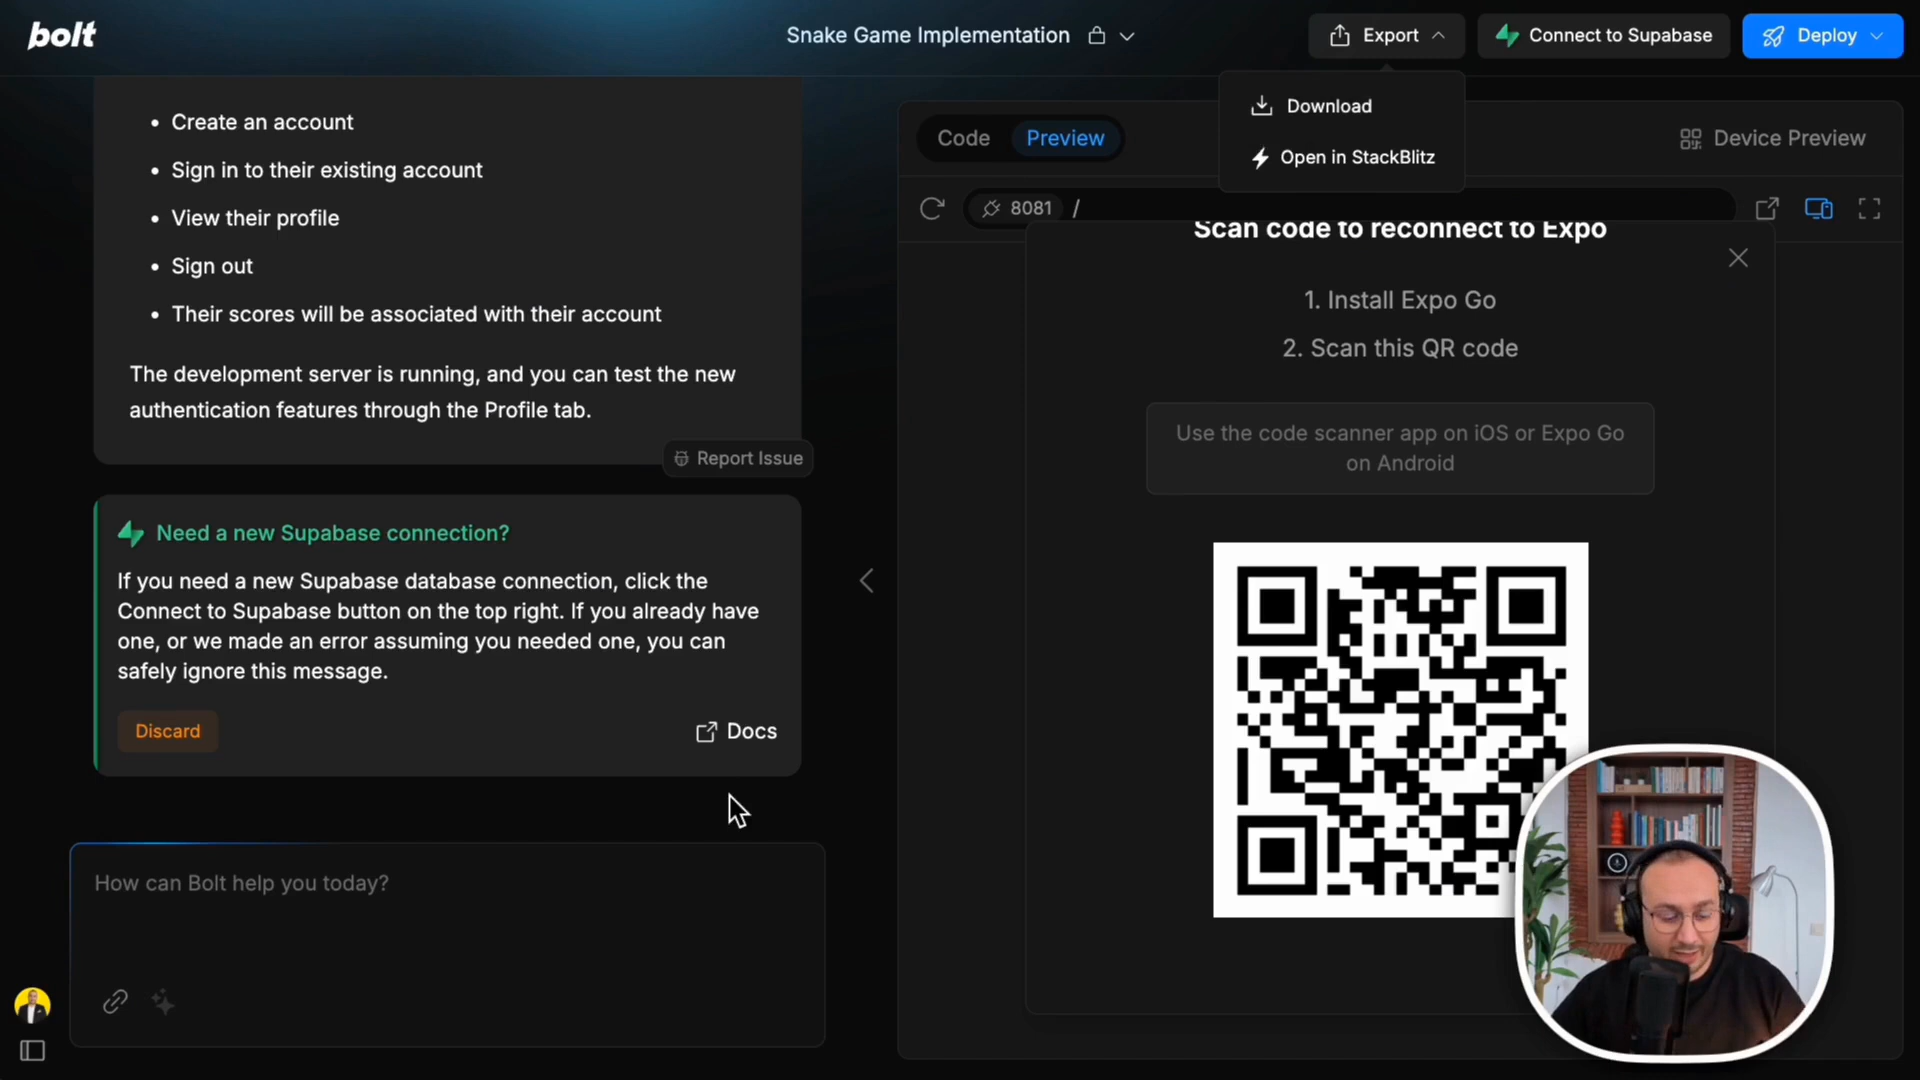 bolt
Snake Game Implementation
Export
Connect to Supabase
Deploy
Download
Open in StackBlitz
Create an account
Sign in to their existing account
View their profile
Sign out
Their scores will be associated with their account
The development server is running, and you can test the new
authentication features through the Profile tab.
Report Issue
Need a new Supabase connection?
If you need a new Supabase database connection, click the
Connect to Supabase button on the top right. If you already have
one, or we made an error assuming you needed one, you can
safely ignore this message.
Discard
Docs
How can Bolt help you today?
Code
Preview
Device Preview
8081 /
Scan code to reconnect to Expo
1. Install Expo Go
2. Scan this QR code
Use the code scanner app on iOS or Expo Go
on Android